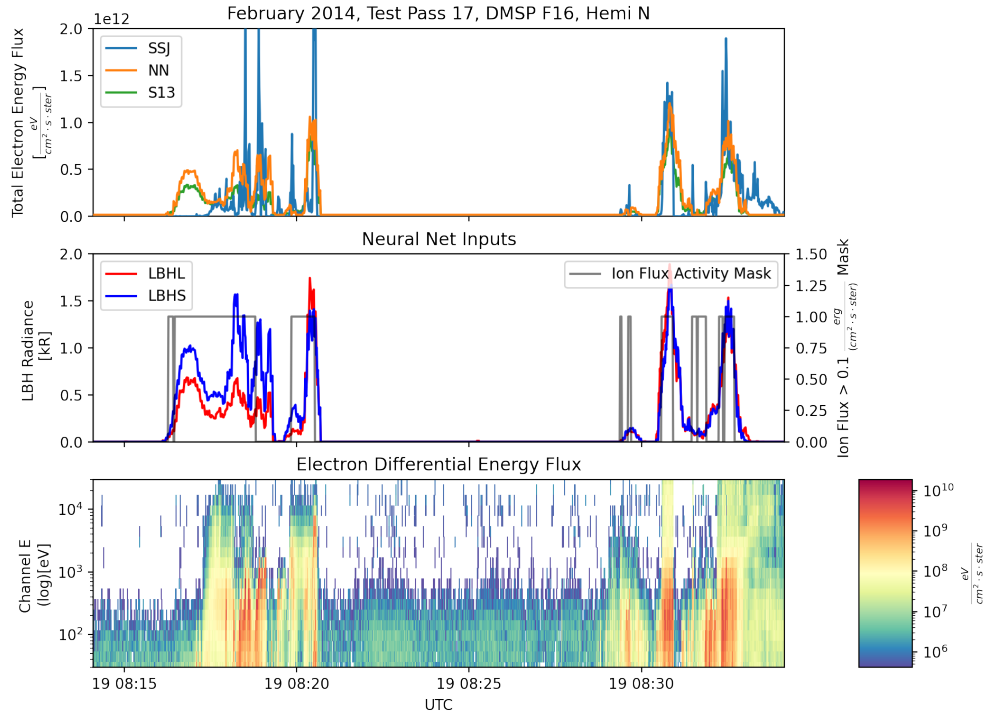 February 2014, Test Pass 17, DMSP F16, Hemi N
1e12
Total Electron Energy Flux
[eV / cm² · s · ster]
2.0
1.5
1.0
0.5
0.0
SSJ
NN
S13
Neural Net Inputs
LBH Radiance
[kR]
2.0
1.5
1.0
0.5
0.0
LBHL
LBHS
Ion Flux Activity Mask
1.50
1.25
1.00
0.75
0.50
0.25
0.00
Ion Flux > 0.1 erg / (cm² · s · ster) Mask
Electron Differential Energy Flux
Channel E
(log)[eV]
10⁴
10³
10²
19 08:15
19 08:20
19 08:25
19 08:30
UTC
10¹⁰
10⁹
10⁸
10⁷
10⁶
eV / cm² · s · ster